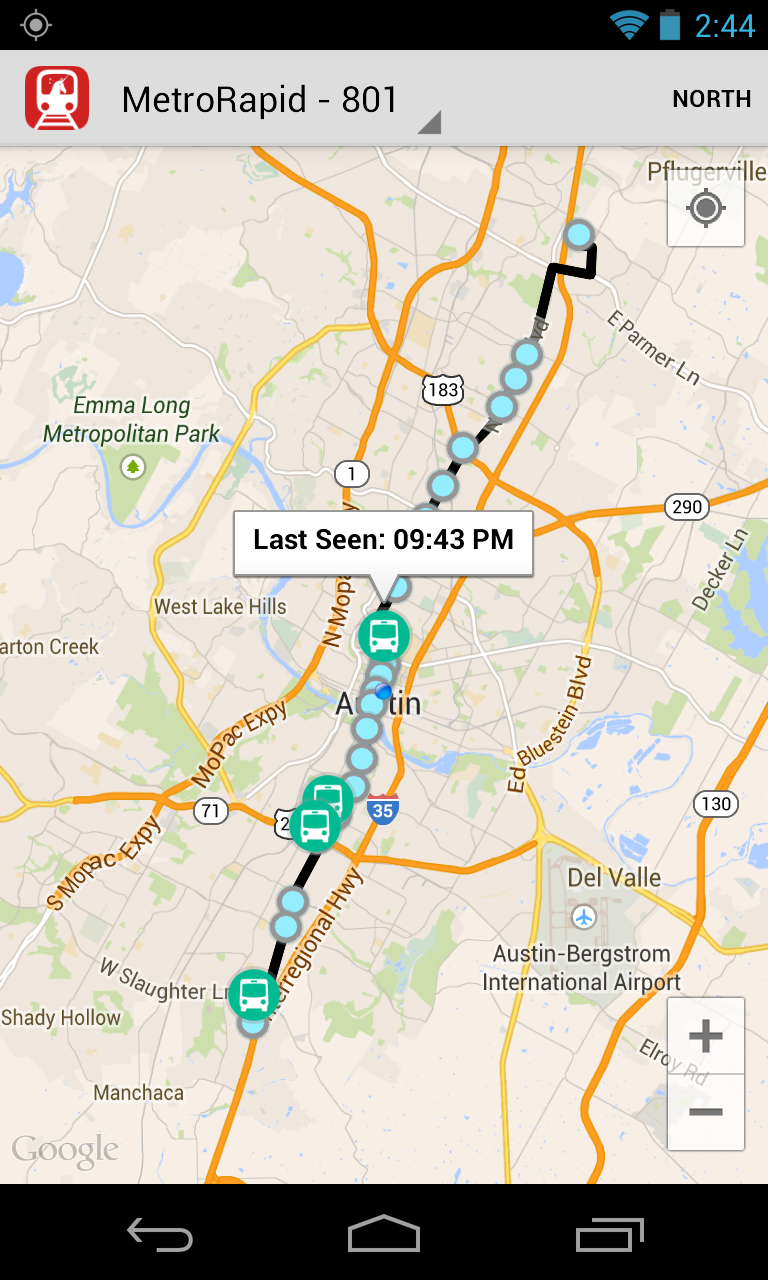 2:44
MetroRapid - 801
NORTH
Pflugerville
E Parmer Ln
183
Emma Long
Metropolitan Park
1
290
Last Seen: 09:43 PM
Decker Ln
West Lake Hills
N Mopa
arton Creek
Austin
MoPac Expy
Ed Bluestein Blvd
71
2
35
130
S Mopac Expy
Del Valle
Interregional Hwy
Austin-Bergstrom
International Airport
W Slaughter Ln
Shady Hollow
Elroy Rd
Manchaca
Google